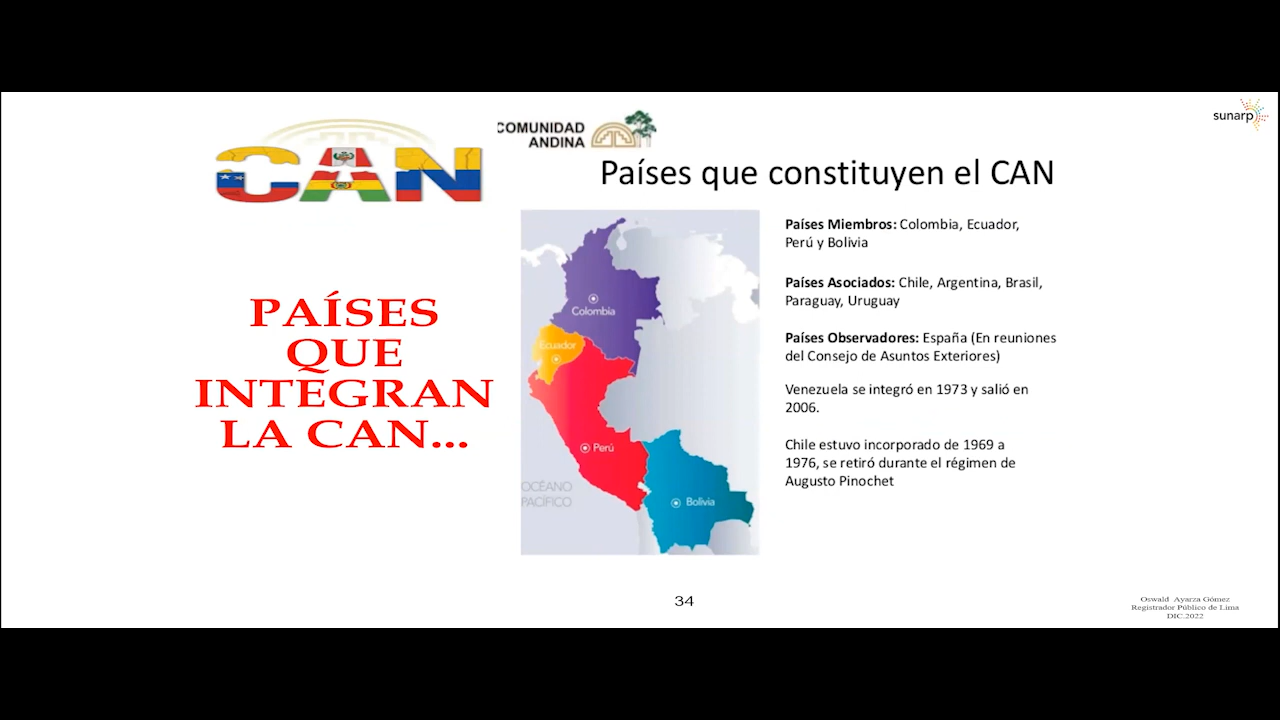 CAN
COMUNIDAD
ANDINA
sunarp
Países que constituyen el CAN
PAÍSES
QUE
INTEGRAN
LA CAN...
Colombia
Ecuador
Perú
Bolivia
OCÉANO
PACÍFICO
Países Miembros: Colombia, Ecuador,
Perú y Bolivia
Países Asociados: Chile, Argentina, Brasil,
Paraguay, Uruguay
Países Observadores: España (En reuniones
del Consejo de Asuntos Exteriores)
Venezuela se integró en 1973 y salió en
2006.
Chile estuvo incorporado de 1969 a
1976, se retiró durante el régimen de
Augusto Pinochet
34
Oswald. Ayarza Gómez
Registrador Público de Lima
DIC.2022